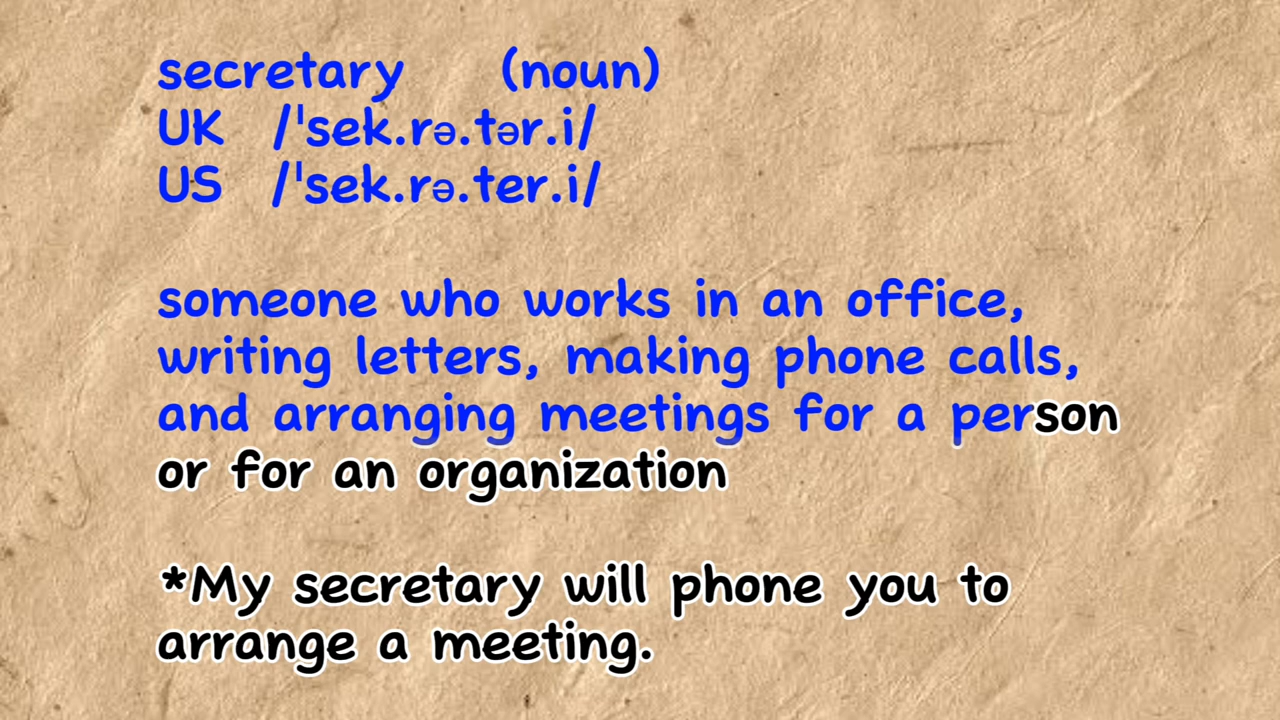 secretary (noun)
UK /ˈsek.rə.tər.i/
US /ˈsek.rə.ter.i/
someone who works in an office,
writing letters, making phone calls,
and arranging meetings for a person
or for an organization
*My secretary will phone you to
arrange a meeting.